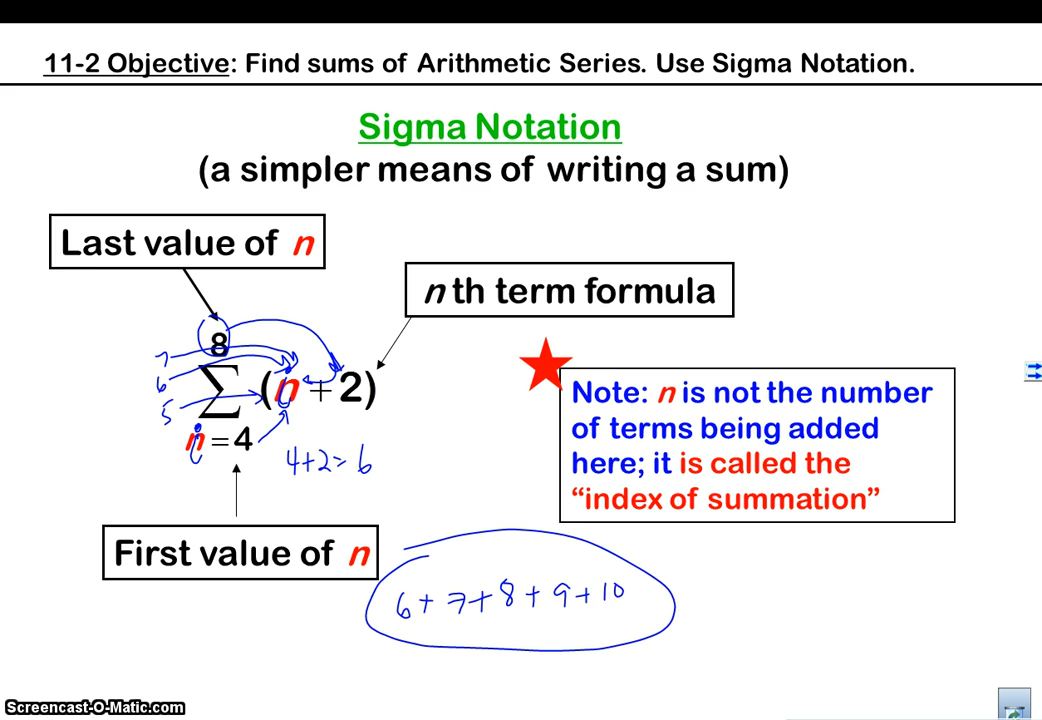 11-2 Objective: Find sums of Arithmetic Series. Use Sigma Notation.
Sigma Notation
(a simpler means of writing a sum)
Last value of n
n th term formula
8
7
6
5
∑ (n + 2)
i
n = 4
i
4+2=6
Note: n is not the number
of terms being added
here; it is called the
“index of summation”
First value of n
6+7+8+9+10
Screencast-O-Matic.com